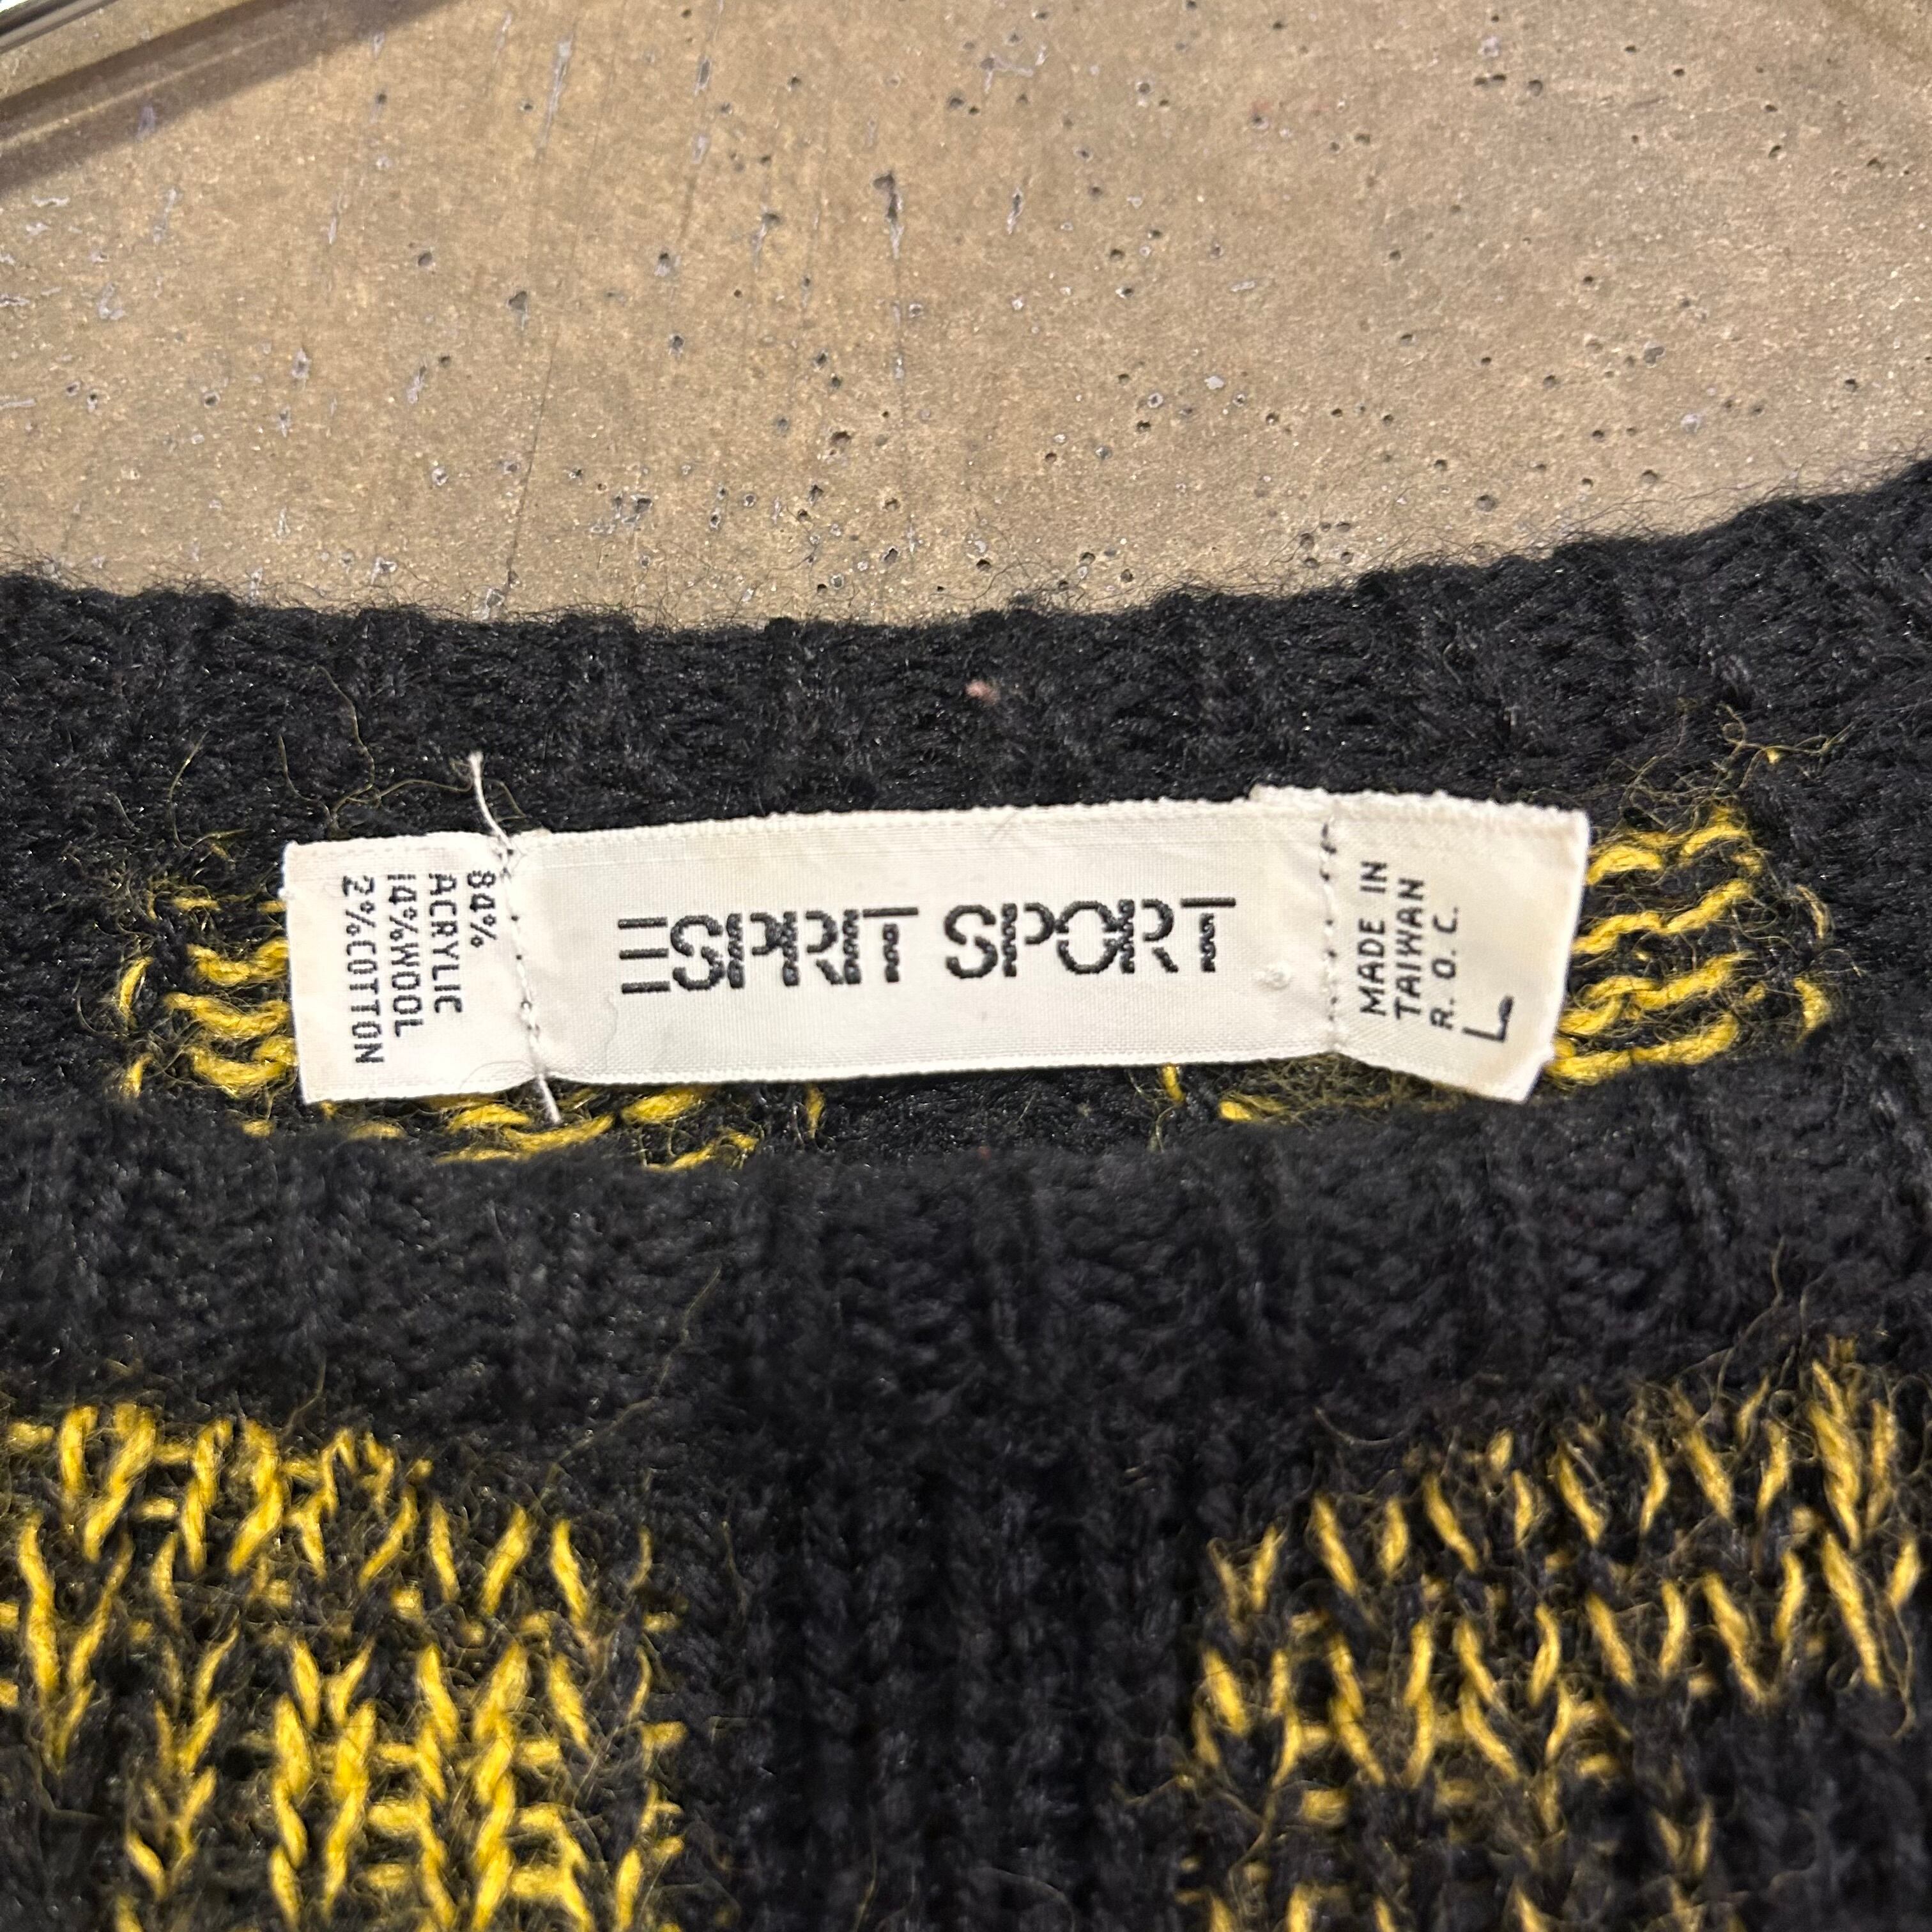 84%
ACRYLIC
14%WOOL
2%COTTON
ESPRIT SPORT
MADE IN
TAIWAN
R.O.C.
L